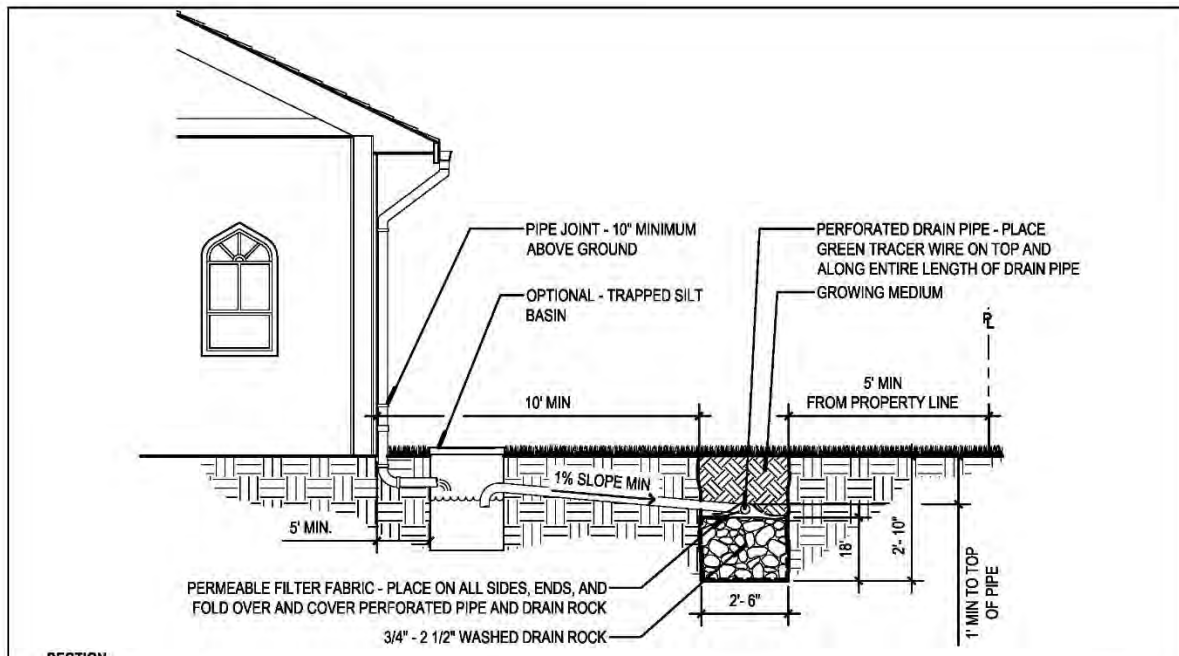 PIPE JOINT - 10" MINIMUM
ABOVE GROUND
OPTIONAL - TRAPPED SILT
BASIN
PERFORATED DRAIN PIPE - PLACE
GREEN TRACER WIRE ON TOP AND
ALONG ENTIRE LENGTH OF DRAIN PIPE
GROWING MEDIUM
PL
10' MIN
5' MIN
FROM PROPERTY LINE
1% SLOPE MIN
5' MIN.
18'
2'- 10"
1' MIN TO TOP
OF PIPE
PERMEABLE FILTER FABRIC - PLACE ON ALL SIDES, ENDS, AND
FOLD OVER AND COVER PERFORATED PIPE AND DRAIN ROCK
2'- 6"
3/4" - 2 1/2" WASHED DRAIN ROCK
SECTION